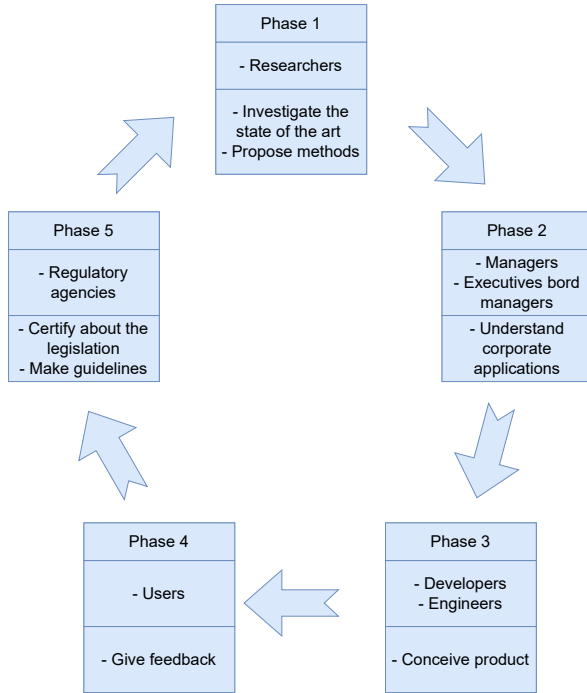 Phase 1
- Researchers
- Investigate the
state of the art
- Propose methods
Phase 2
- Managers
- Executives bord
managers
- Understand
corporate
applications
Phase 3
- Developers
- Engineers
- Conceive product
Phase 4
- Users
- Give feedback
Phase 5
- Regulatory
agencies
- Certify about the
legislation
- Make guidelines